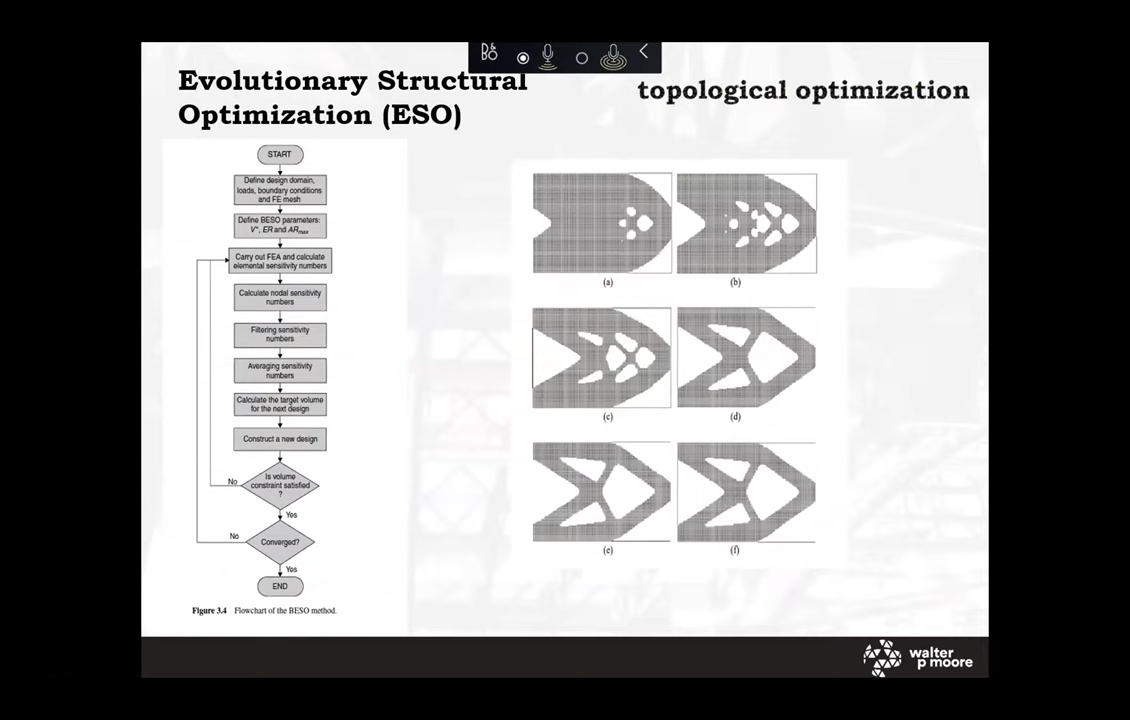 B&O
Evolutionary Structural
Optimization (ESO)
topological optimization
START
Define design domain,
loads, boundary conditions
and FE mesh
Define BESO parameters:
V*, ER and ARmax
Carry out FEA and calculate
elemental sensitivity numbers
Calculate nodal sensitivity
numbers
Filtering sensitivity
numbers
Averaging sensitivity
numbers
Calculate the target volume
for the next design
Construct a new design
No
Is volume
constraint satisfied
?
Yes
No
Converged?
Yes
END
Figure 3.4 Flowchart of the BESO method.
(a)
(b)
(c)
(d)
(e)
(f)
walter
p moore